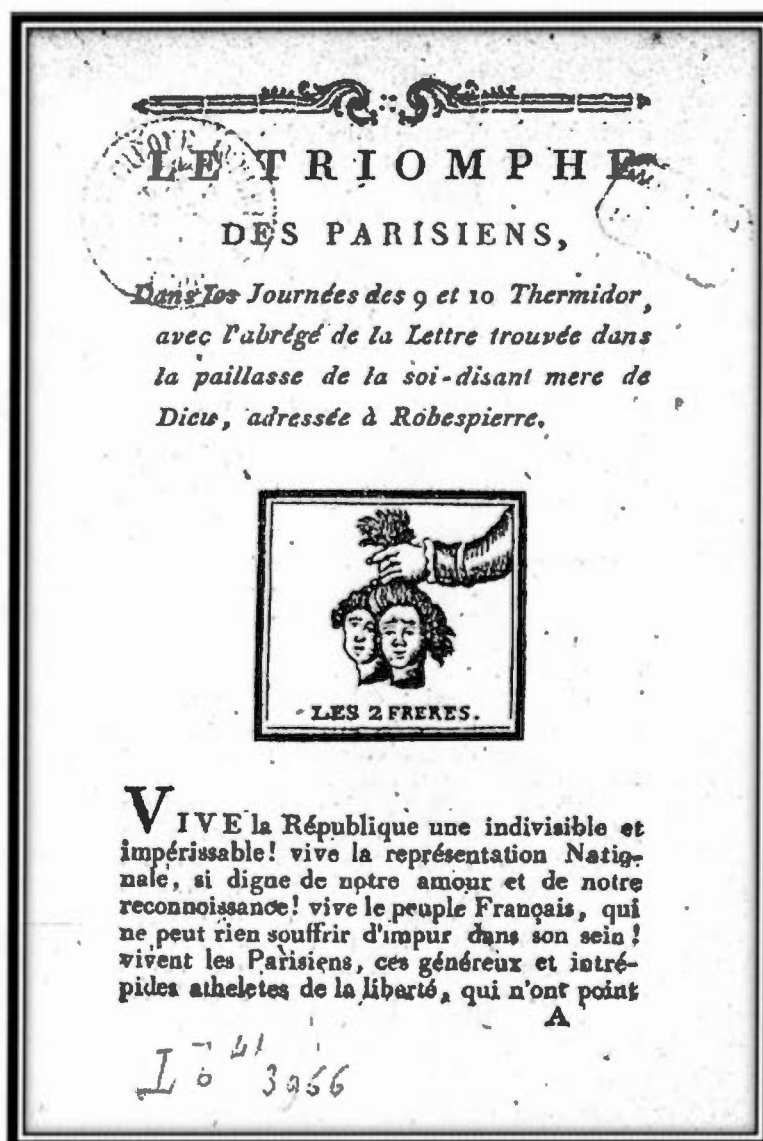 LE TRIOMPHE
DES PARISIENS,
Dans les Journées des 9 et 10 Thermidor,
avec l'abrégé de la Lettre trouvée dans
la paillasse de la soi-disant mere de
Dieu, adressée à Robespierre.
LES 2 FRERES.
VIVE la République une indivisible et
impérissable! vive la représentation Natio-
nale, si digne de notre amour et de notre
reconnoissance! vive le peuple Français, qui
ne peut rien souffrir d'impur dans son sein!
vivent les Parisiens, ces généreux et intré-
pides atheletes de la liberté, qui n'ont point
A
41
3966